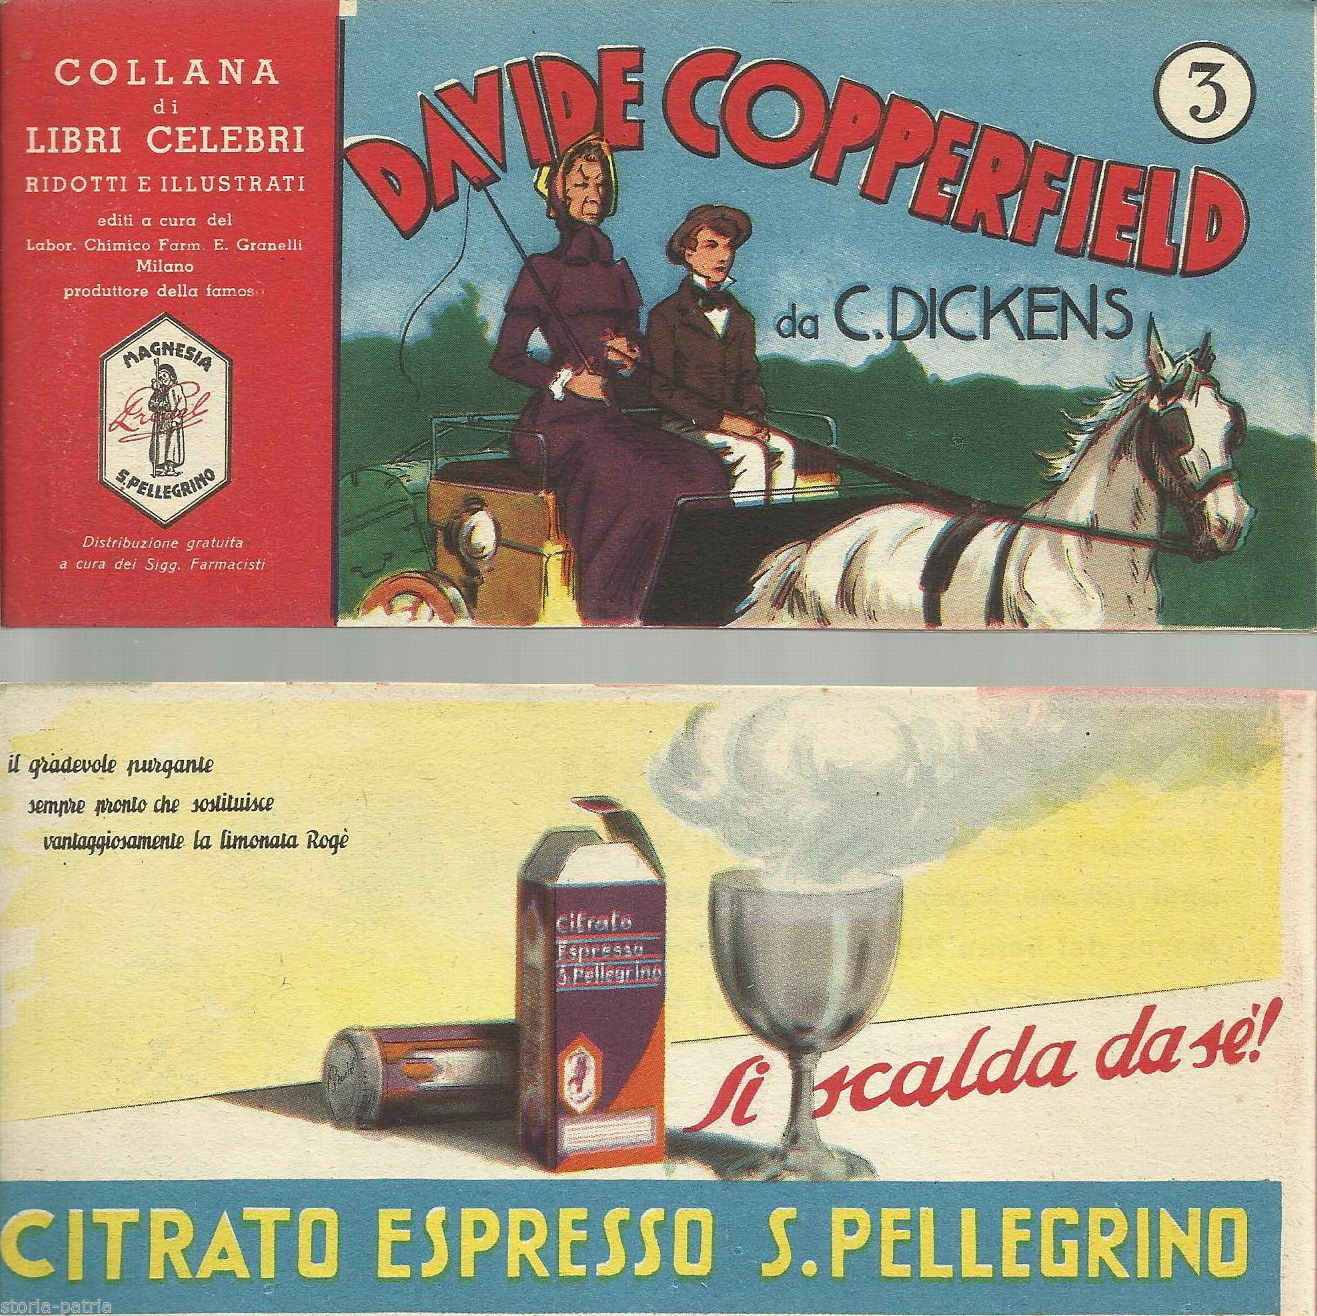 COLLANA
di
LIBRI CELEBRI
RIDOTTI E ILLUSTRATI
editi a cura del
Labor. Chimico Farm. E. Granelli
Milano
produttore della famos
MAGNESIA
S. PELLEGRINO
Distribuzione gratuita
a cura dei Sigg. Farmacisti
DAVIDE COPPERFIELD
3
da C. DICKENS
il gradevole purgante
sempre pronto che sostituisce
vantaggiosamente la limonata Rogè
Citrato
Espresso
S. Pellegrino
Si scalda da sè!
CITRATO ESPRESSO S. PELLEGRINO
storia-patria